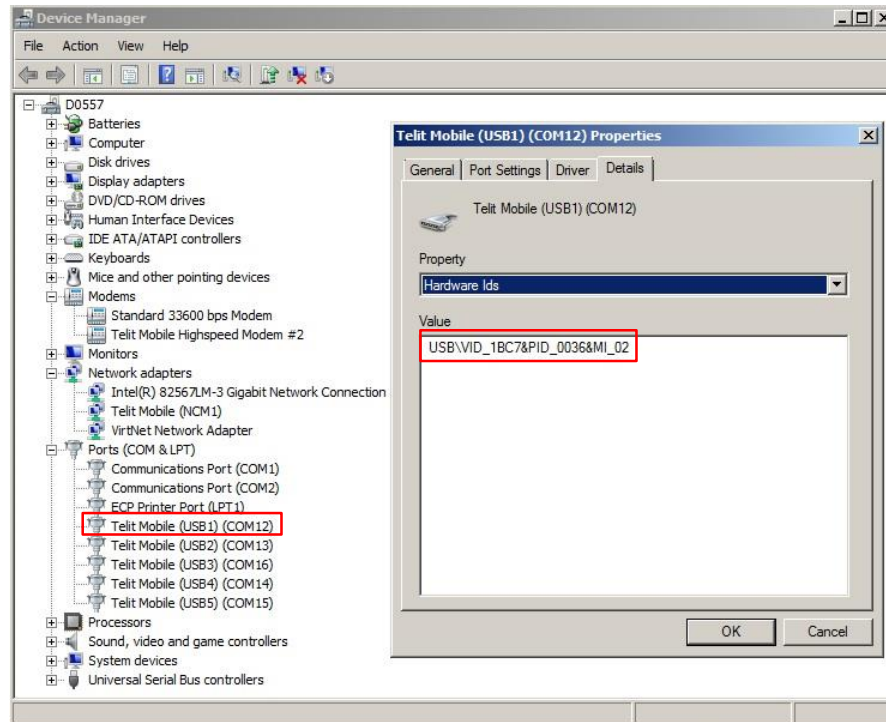 Device Manager
File Action View Help
D0557
Batteries
Computer
Disk drives
Display adapters
DVD/CD-ROM drives
Human Interface Devices
IDE ATA/ATAPI controllers
Keyboards
Mice and other pointing devices
Modems
Standard 33600 bps Modem
Telit Mobile Highspeed Modem #2
Monitors
Network adapters
Intel(R) 82567LM-3 Gigabit Network Connection
Telit Mobile (NCM1)
VirtNet Network Adapter
Ports (COM & LPT)
Communications Port (COM1)
Communications Port (COM2)
ECP Printer Port (LPT1)
Telit Mobile (USB1) (COM12)
Telit Mobile (USB2) (COM13)
Telit Mobile (USB3) (COM16)
Telit Mobile (USB4) (COM14)
Telit Mobile (USB5) (COM15)
Processors
Sound, video and game controllers
System devices
Universal Serial Bus controllers
Telit Mobile (USB1) (COM12) Properties
General Port Settings Driver Details
Telit Mobile (USB1) (COM12)
Property
Hardware Ids
Value
USB\VID_1BC7&PID_0036&MI_02
OK Cancel